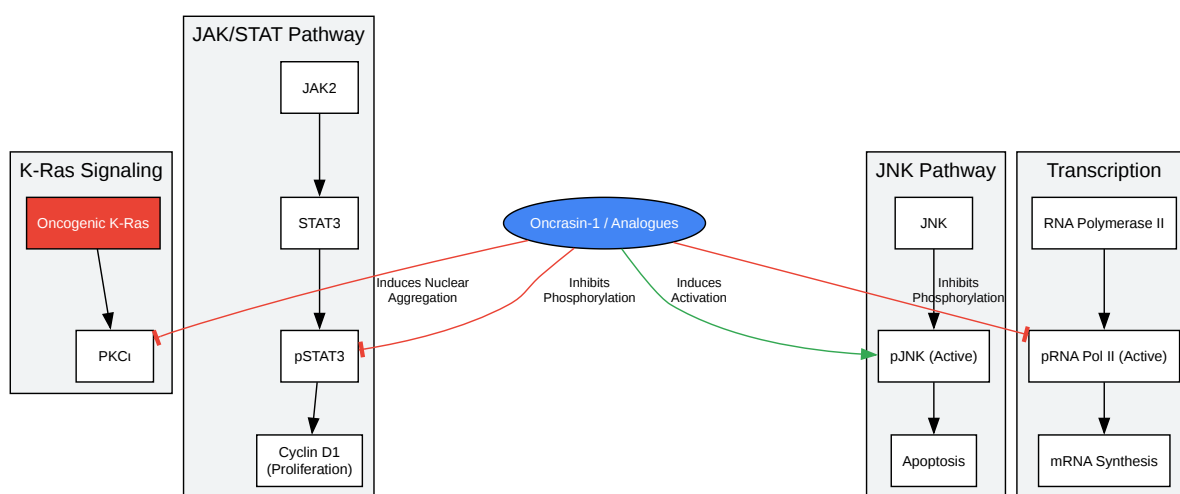 JAK/STAT Pathway
JAK2
STAT3
pSTAT3
Cyclin D1
(Proliferation)
K-Ras Signaling
Oncogenic K-Ras
PKCι
Oncrasin-1 / Analogues
Induces Nuclear
Aggregation
Inhibits
Phosphorylation
Induces
Activation
Inhibits
Phosphorylation
JNK Pathway
JNK
pJNK (Active)
Apoptosis
Transcription
RNA Polymerase II
pRNA Pol II (Active)
mRNA Synthesis